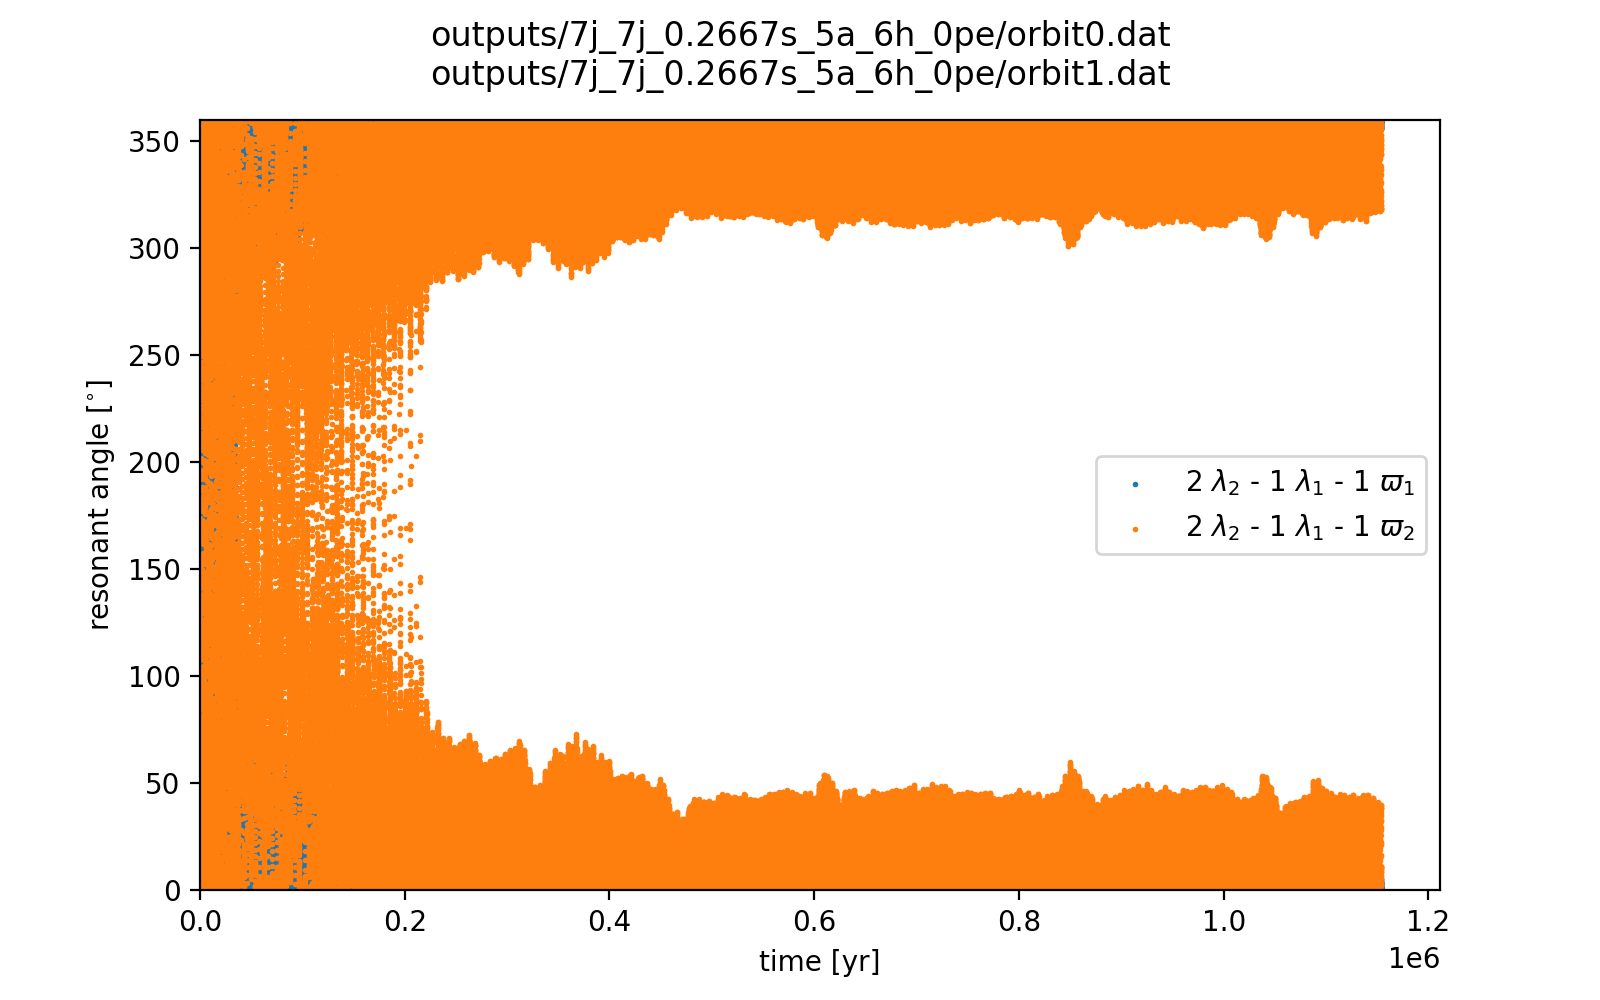 outputs/7j_7j_0.2667s_5a_6h_0pe/orbit0.dat
outputs/7j_7j_0.2667s_5a_6h_0pe/orbit1.dat
350
300
250
200
150
100
50
0
resonant angle [°]
2 λ₂ - 1 λ₁ - 1 ϖ₁
2 λ₂ - 1 λ₁ - 1 ϖ₂
0.0 0.2 0.4 0.6 0.8 1.0 1.2
time [yr]
1e6